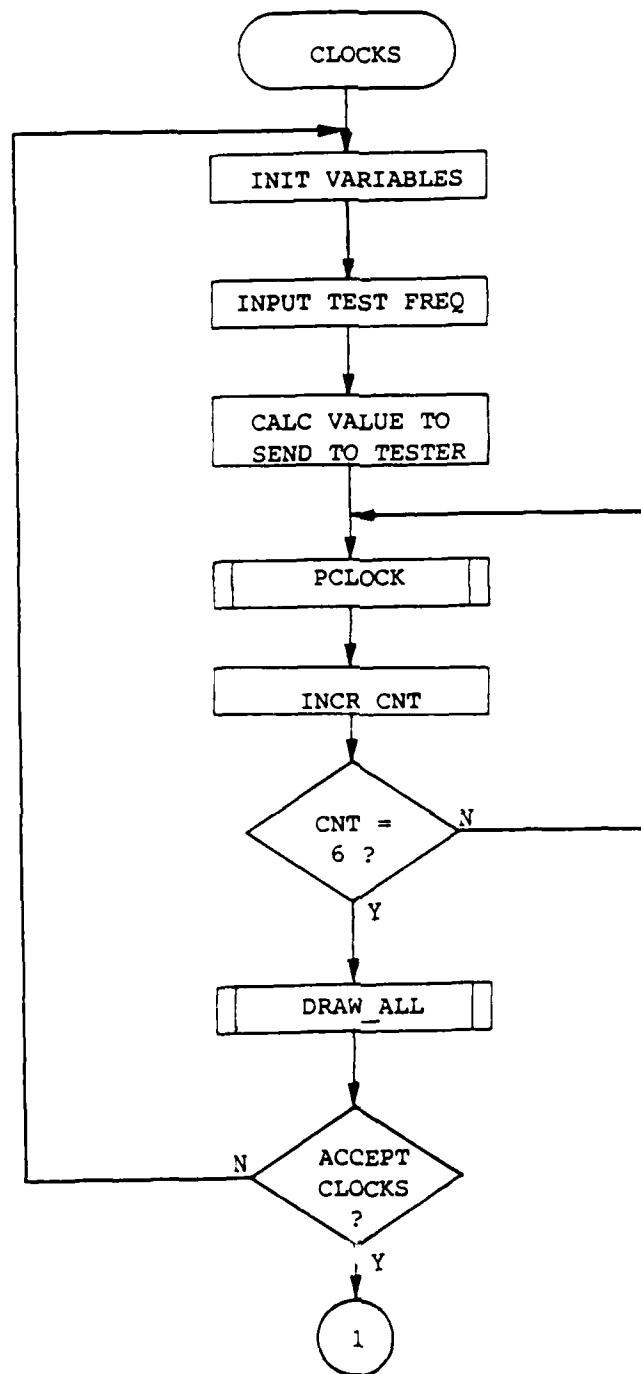 CLOCKS
INIT VARIABLES
INPUT TEST FREQ
CALC VALUE TO
SEND TO TESTER
PCLOCK
INCR CNT
CNT =
6 ?
N
Y
DRAW_ALL
N
ACCEPT
CLOCKS
?
Y
1